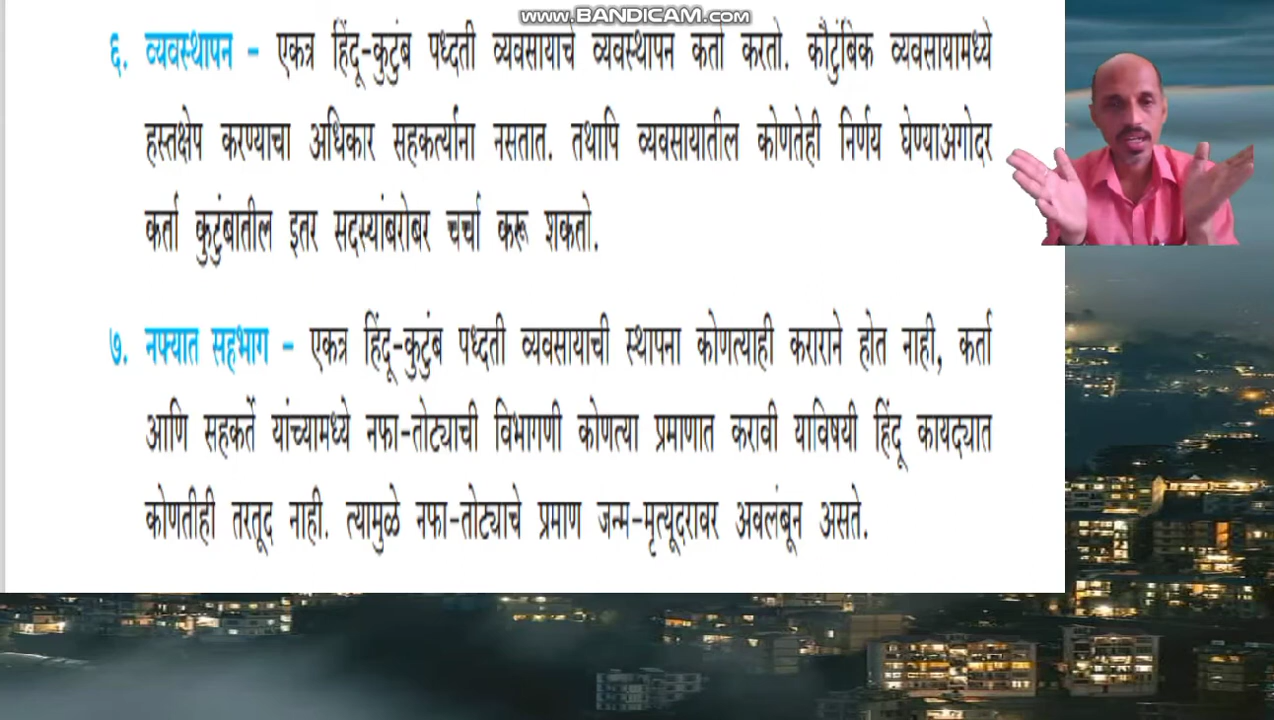 www.BANDICAM.com
६. व्यवस्थापन - एकत्र हिंदू-कुटुंब पध्दती व्यवसायाचे व्यवस्थापन कर्ता करतो. कौटुंबिक व्यवसायामध्ये
हस्तक्षेप करण्याचा अधिकार सहकर्त्यांना नसतात. तथापि व्यवसायातील कोणतेही निर्णय घेण्याअगोदर
कर्ता कुटुंबातील इतर सदस्यांबरोबर चर्चा करू शकतो.
७. नफ्यात सहभाग - एकत्र हिंदू-कुटुंब पध्दती व्यवसायाची स्थापना कोणत्याही कराराने होत नाही, कर्ता
आणि सहकर्ते यांच्यामध्ये नफा-तोट्याची विभागणी कोणत्या प्रमाणात करावी याविषयी हिंदू कायद्यात
कोणतीही तरतूद नाही. त्यामुळे नफा-तोट्याचे प्रमाण जन्म-मृत्यूदरावर अवलंबून असते.